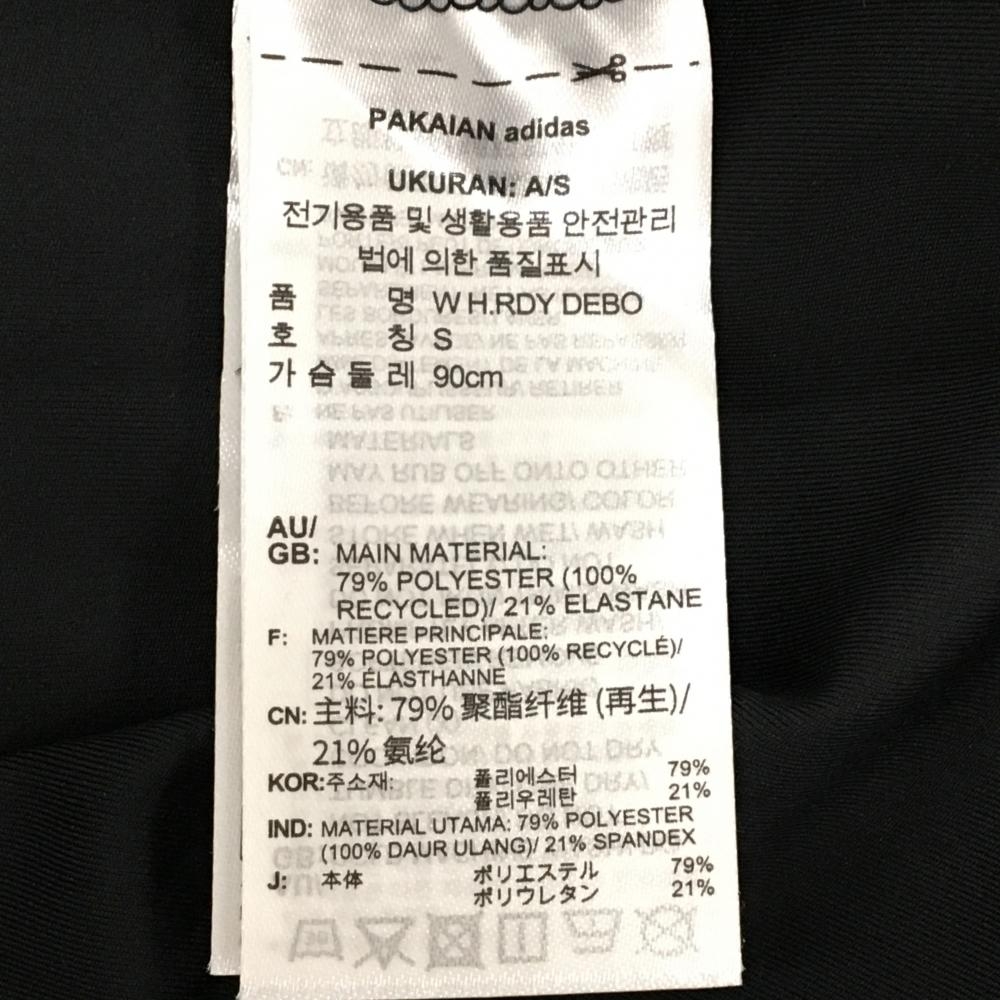 PAKAIAN adidas
UKURAN: A/S
전기용품 및 생활용품 안전관리
법에 의한 품질표시
품 명 W H.RDY DEBO
호 칭 S
가 슴 둘 레 90cm
AU/
GB: MAIN MATERIAL:
79% POLYESTER (100%
RECYCLED)/ 21% ELASTANE
F: MATIERE PRINCIPALE:
79% POLYESTER (100% RECYCLÉ)/
21% ÉLASTHANNE
CN: 主料: 79% 聚酯纤维 (再生)/
21% 氨纶
KOR:주소재: 폴리에스터 79%
폴리우레탄 21%
IND: MATERIAL UTAMA: 79% POLYESTER
(100% DAUR ULANG)/ 21% SPANDEX
J: 本体 ポリエステル 79%
ポリウレタン 21%